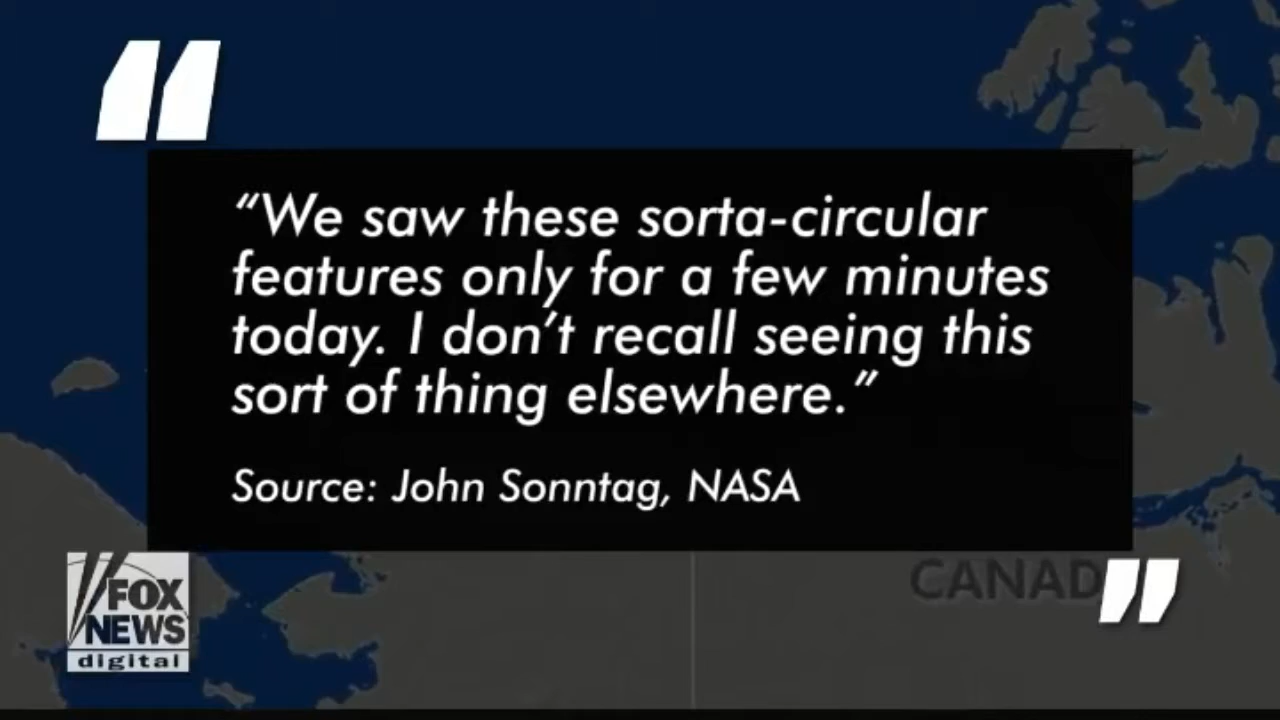 “We saw these sorta-circular
features only for a few minutes
today. I don’t recall seeing this
sort of thing elsewhere.”
Source: John Sonntag, NASA
CANAD
FOX
NEWS
digital